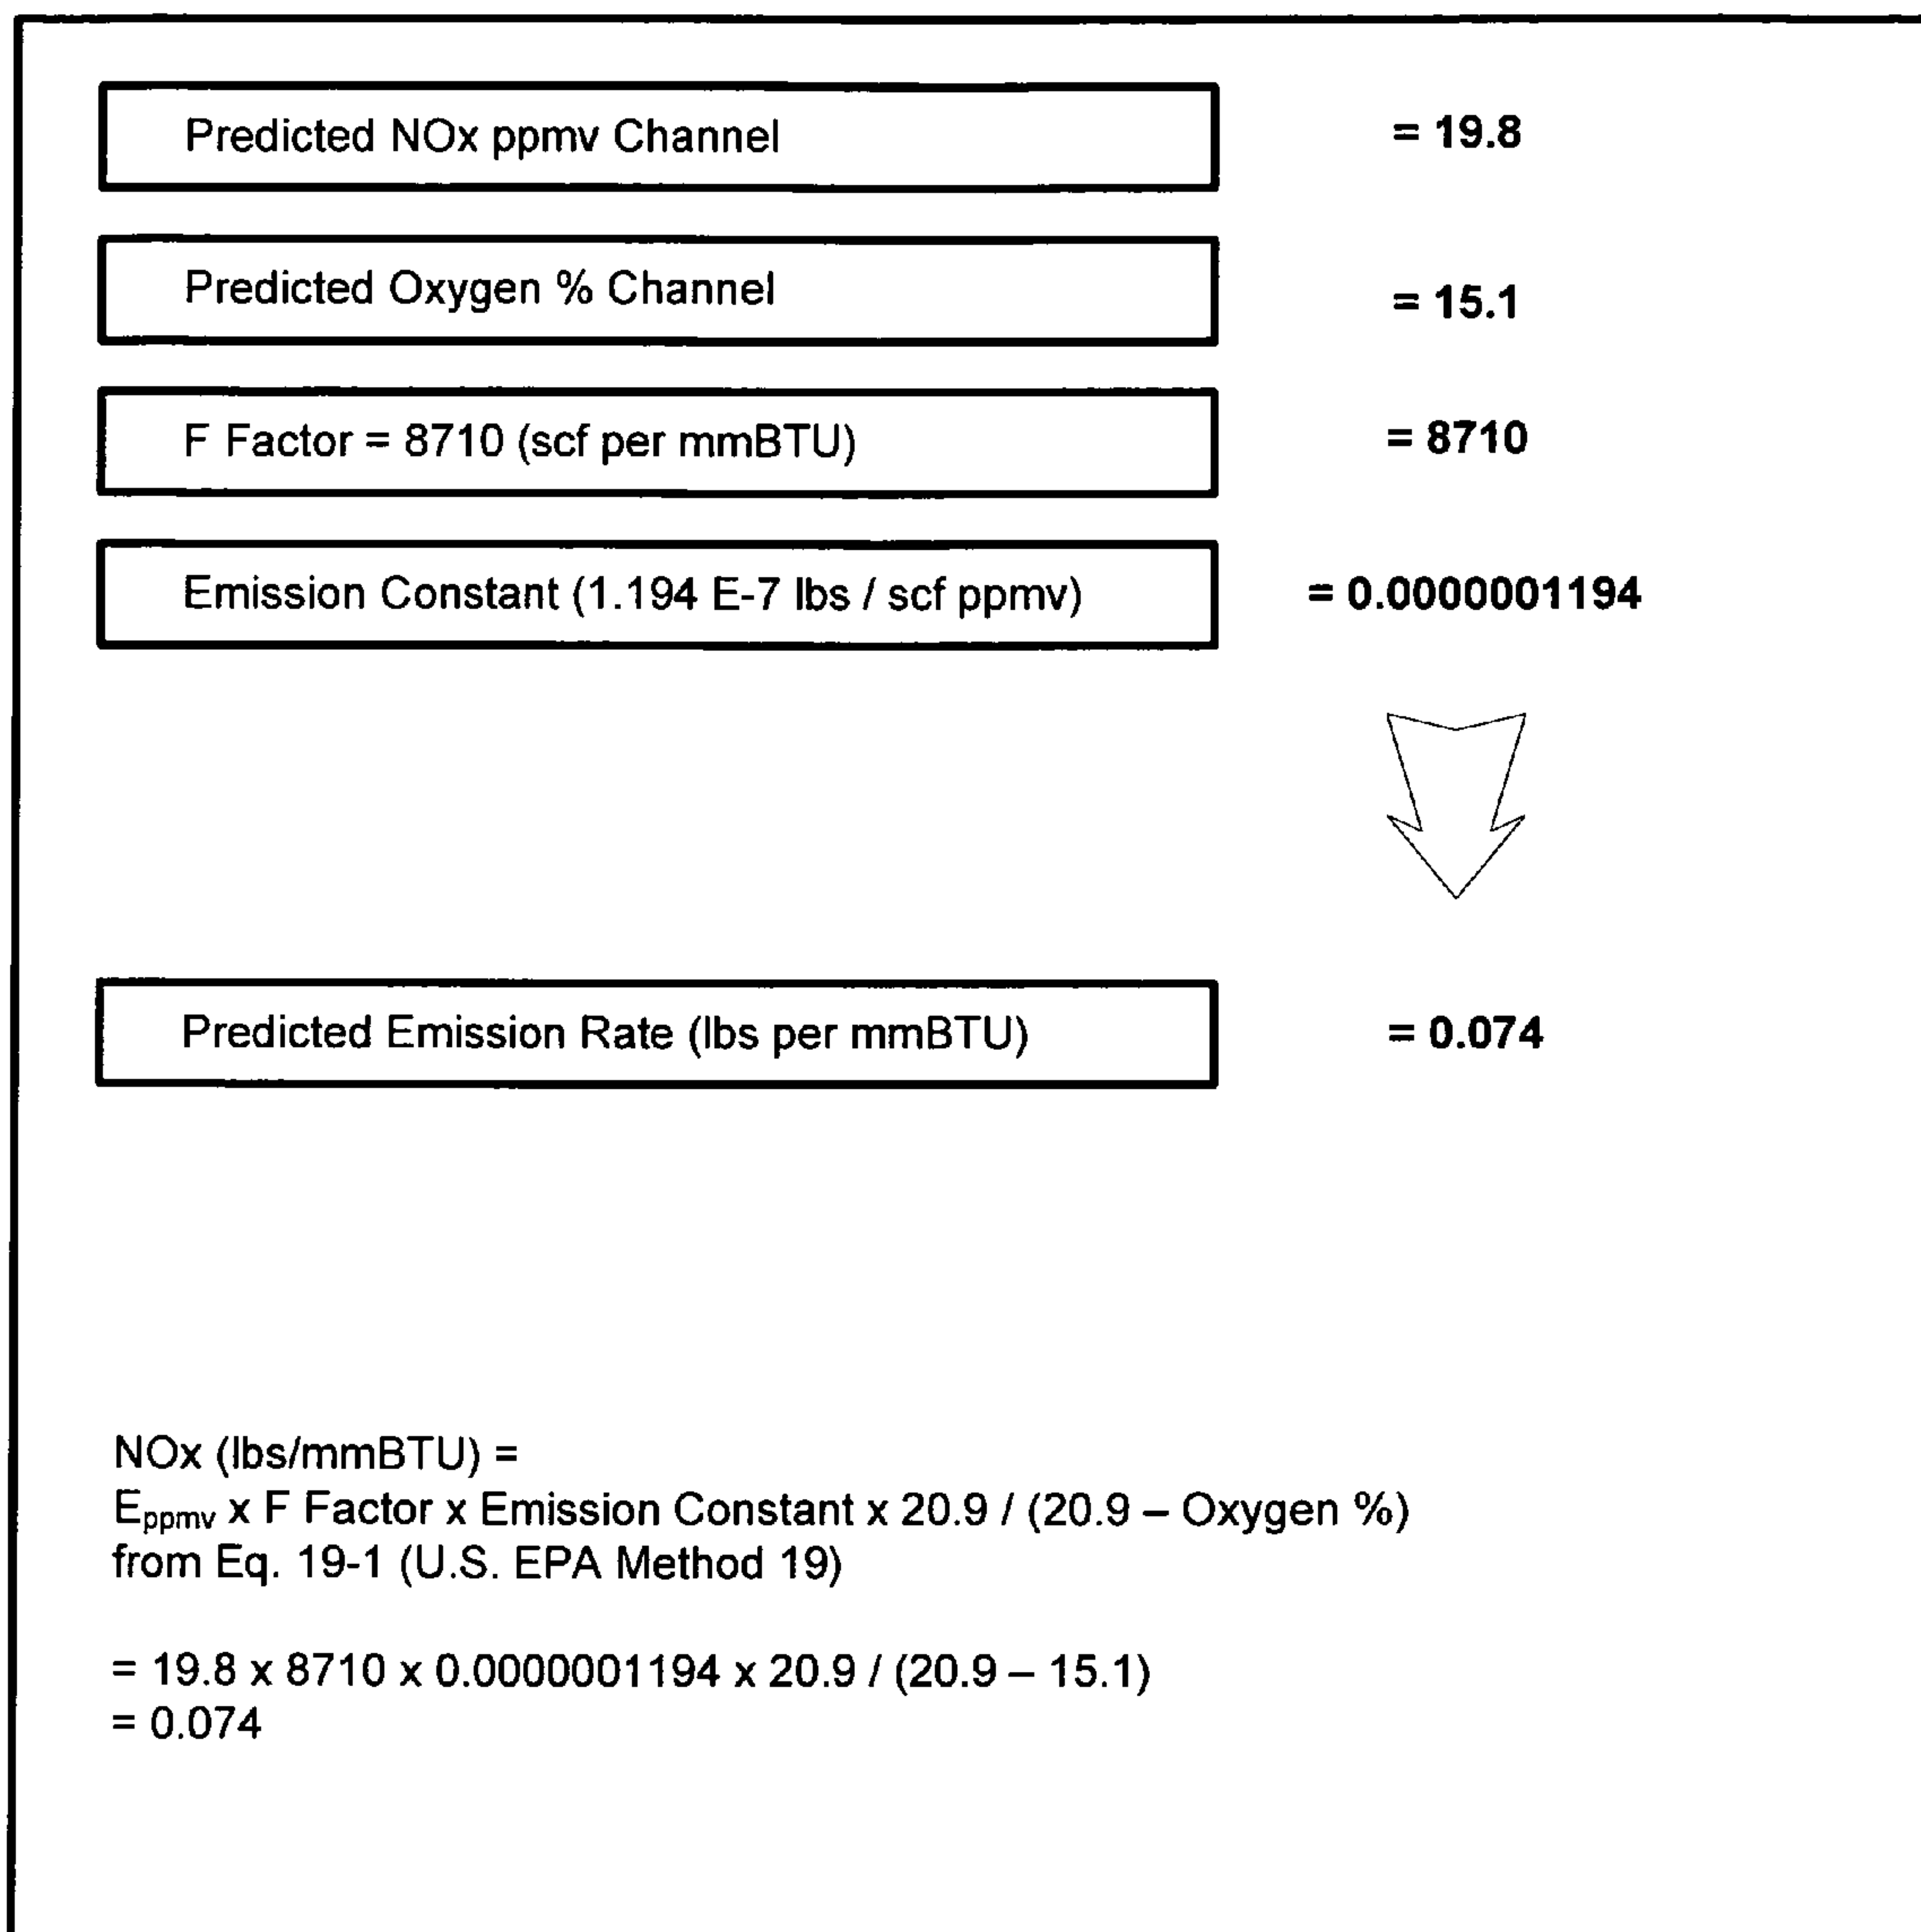 Predicted NOx ppmv Channel = 19.8
Predicted Oxygen % Channel = 15.1
F Factor = 8710 (scf per mmBTU) = 8710
Emission Constant (1.194 E-7 lbs / scf ppmv) = 0.0000001194
Predicted Emission Rate (lbs per mmBTU) = 0.074
NOx (lbs/mmBTU) =
Eppmv x F Factor x Emission Constant x 20.9 / (20.9 – Oxygen %)
from Eq. 19-1 (U.S. EPA Method 19)
= 19.8 x 8710 x 0.0000001194 x 20.9 / (20.9 – 15.1)
= 0.074